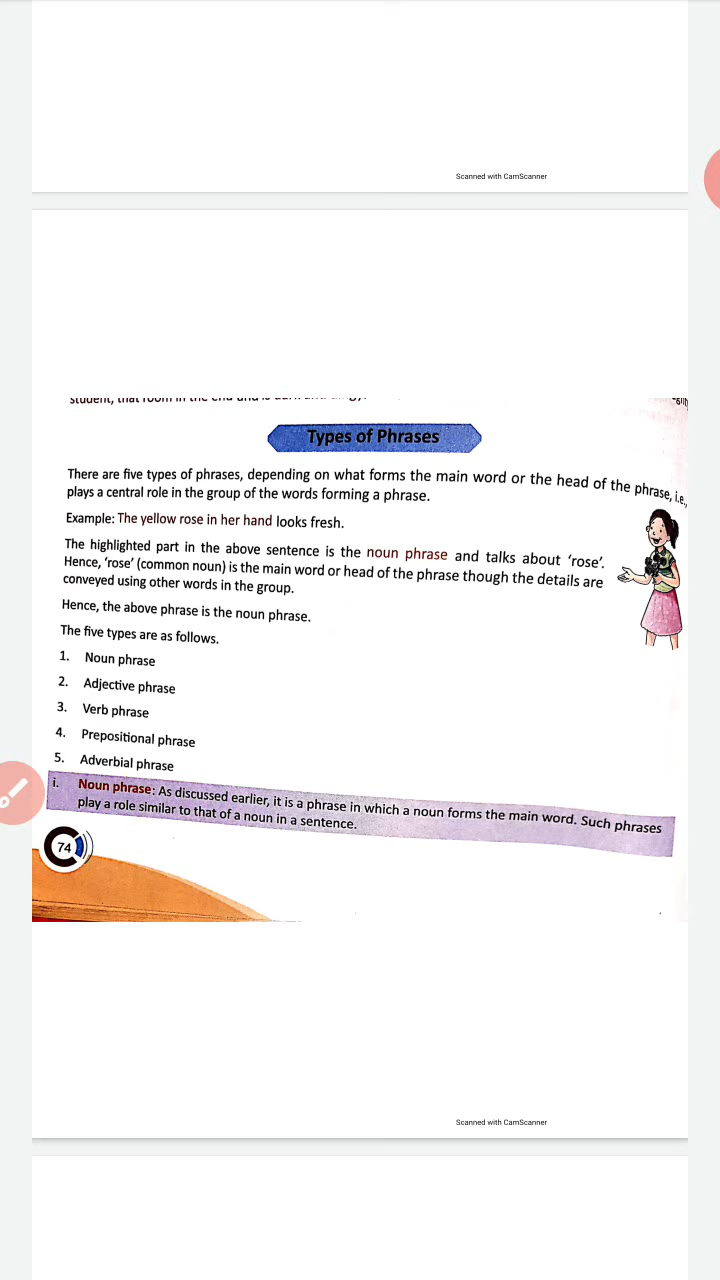 Scanned with CamScanner
Types of Phrases
There are five types of phrases, depending on what forms the main word or the head of the phrase, i.e.,
plays a central role in the group of the words forming a phrase.
Example: The yellow rose in her hand looks fresh.
The highlighted part in the above sentence is the noun phrase and talks about ‘rose’.
Hence, ‘rose’ (common noun) is the main word or head of the phrase though the details are
conveyed using other words in the group.
Hence, the above phrase is the noun phrase.
The five types are as follows.
1. Noun phrase
2. Adjective phrase
3. Verb phrase
4. Prepositional phrase
5. Adverbial phrase
i. Noun phrase: As discussed earlier, it is a phrase in which a noun forms the main word. Such phrases
play a role similar to that of a noun in a sentence.
74
Scanned with CamScanner